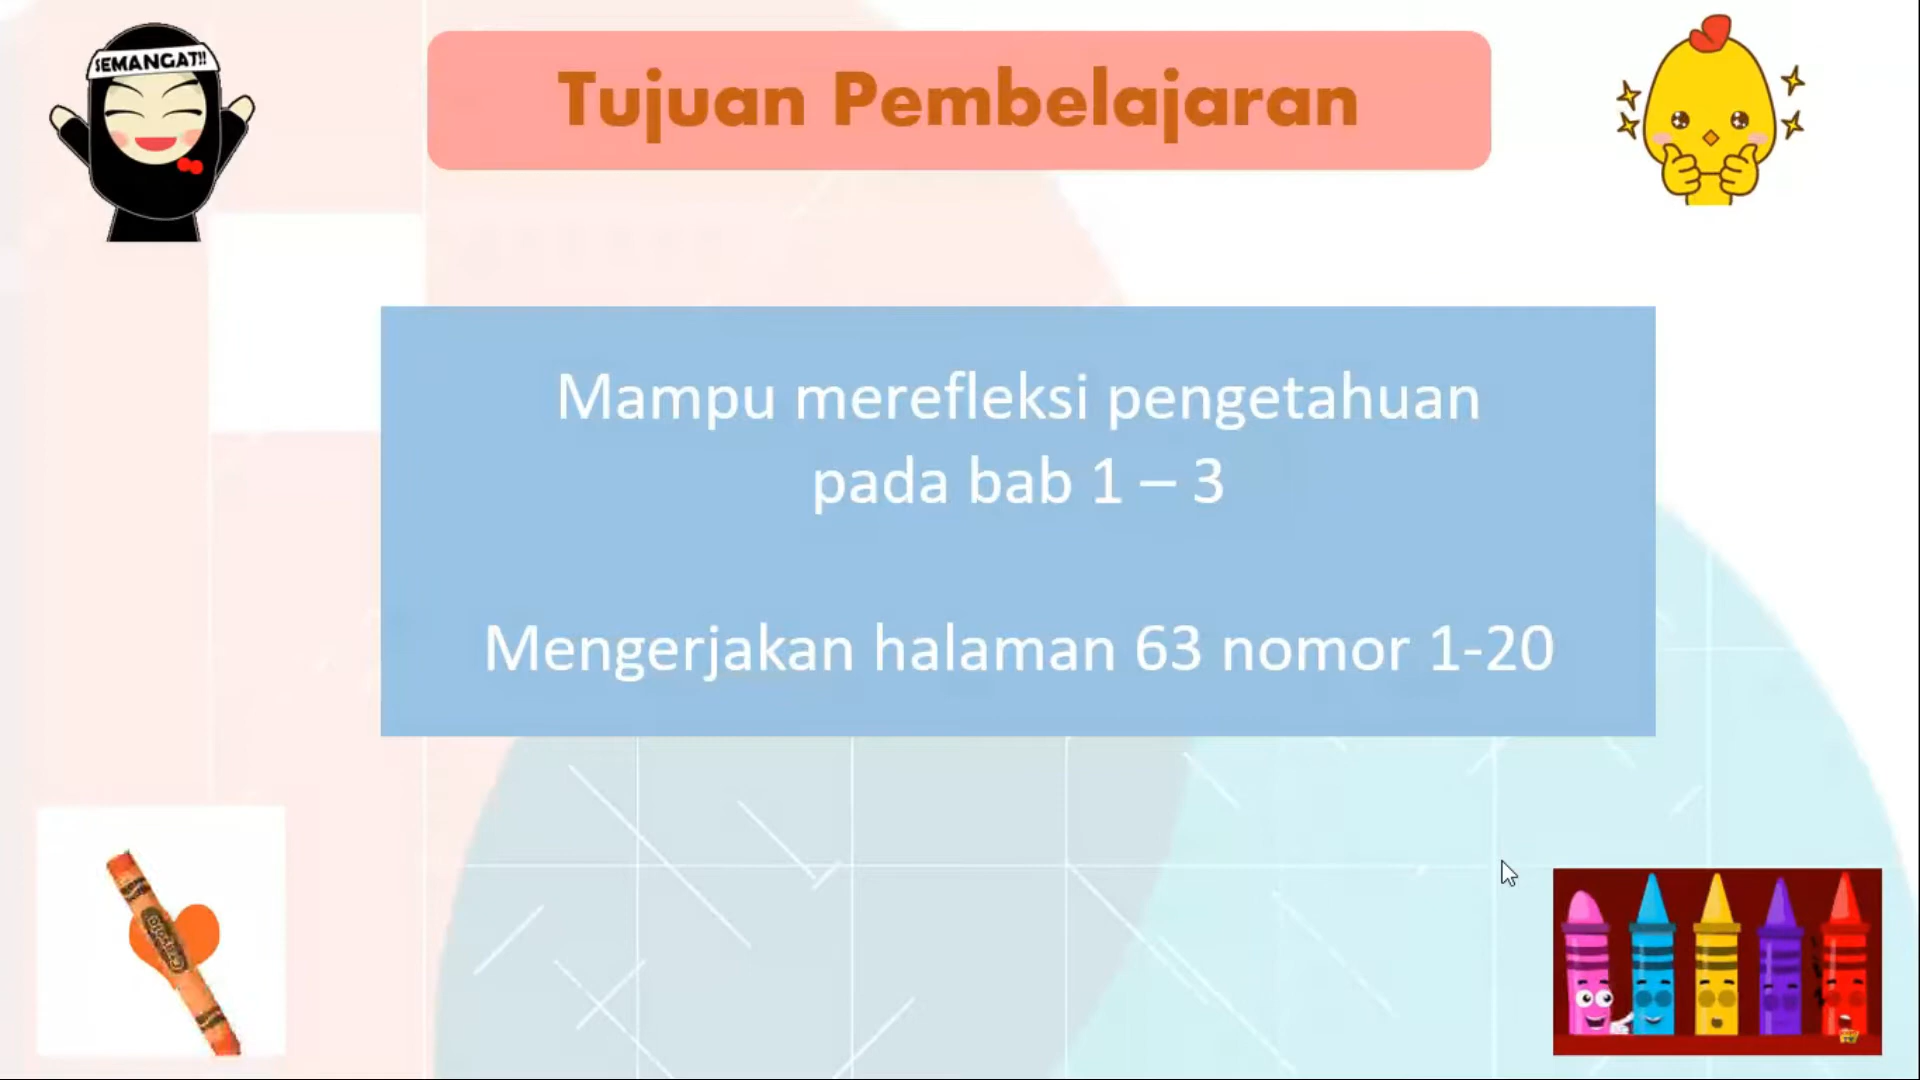 SEMANGAT!!
Tujuan Pembelajaran
Mampu merefleksi pengetahuan
pada bab 1 – 3
Mengerjakan halaman 63 nomor 1-20